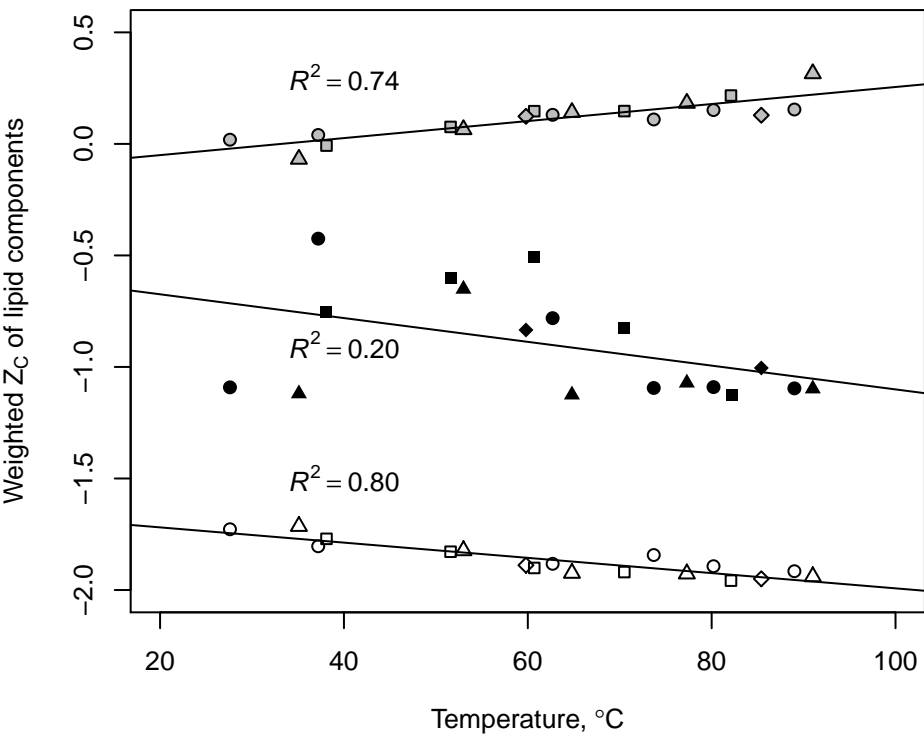 0.5
0.0
−0.5
−1.0
−1.5
−2.0
Weighted Z_C of lipid components
R² = 0.74
R² = 0.20
R² = 0.80
20 40 60 80 100
Temperature, °C